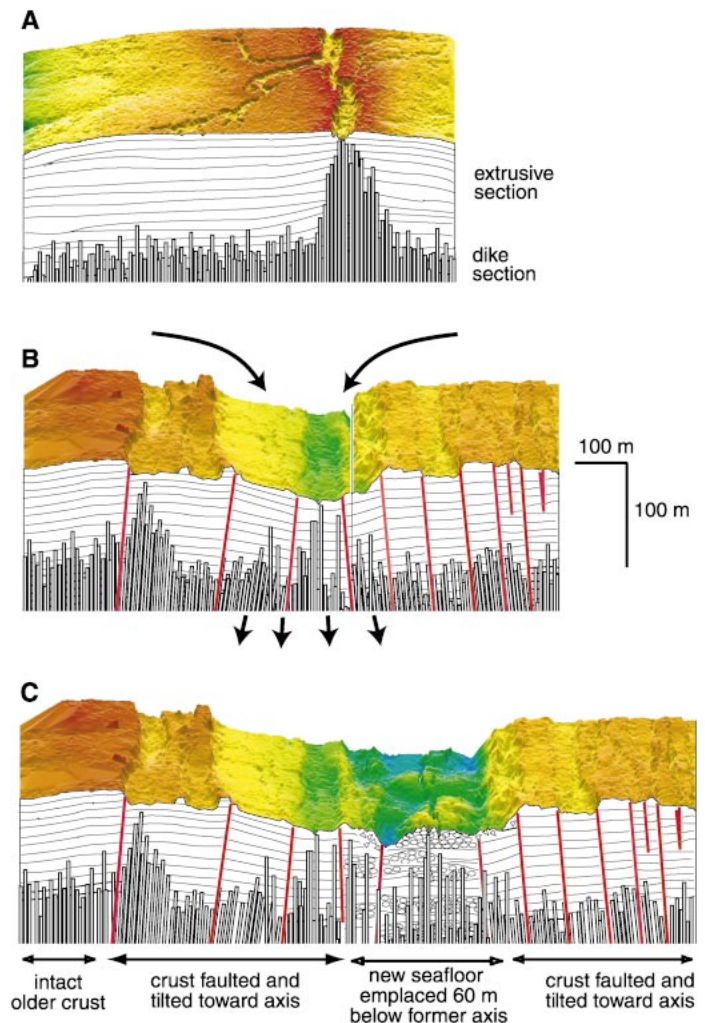 A
extrusive
section
dike
section
B
100 m
100 m
C
intact
older crust
crust faulted and
tilted toward axis
new seafloor
emplaced 60 m
below former axis
crust faulted and
tilted toward axis